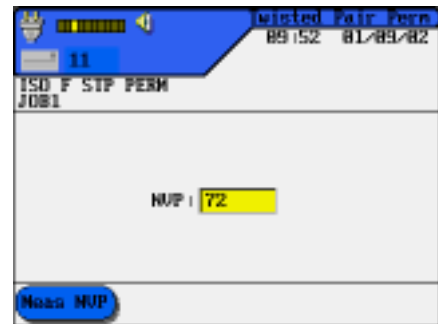 Twisted Pair Perm
09:52 01/09/02
11
ISO F STP PERM
JOB1
NVP: 72
Meas NVP